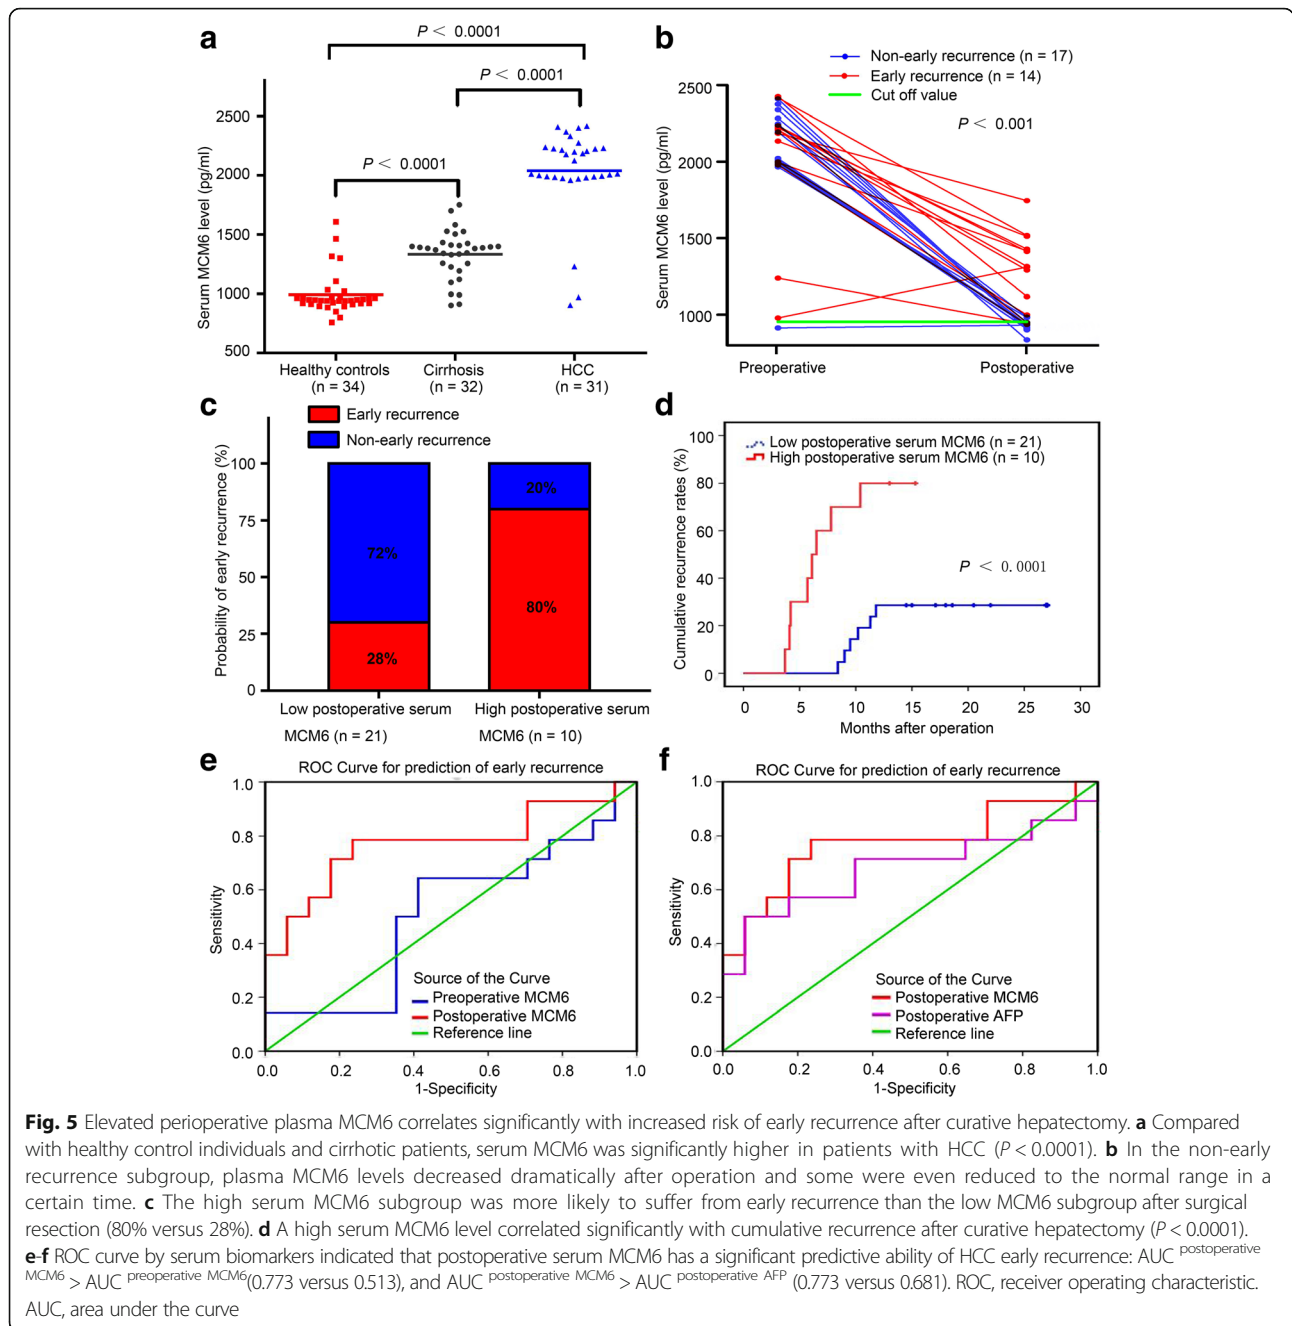 a
P < 0.0001
P < 0.0001
P < 0.0001
Serum MCM6 level (pg/ml)
2500
2000
1500
1000
500
Healthy controls
(n = 34)
Cirrhosis
(n = 32)
HCC
(n = 31)
b
Non-early recurrence (n = 17)
Early recurrence (n = 14)
Cut off value
P < 0.001
Serum MCM6 level (pg/ml)
2500
2000
1500
1000
Preoperative
Postoperative
c
Early recurrence
Non-early recurrence
Probability of early recurrence (%)
100
75
50
25
0
72%
28%
20%
80%
Low postoperative serum
MCM6 (n = 21)
High postoperative serum
MCM6 (n = 10)
d
Low postoperative serum MCM6 (n = 21)
High postoperative serum MCM6 (n = 10)
P < 0.0001
Cumulative recurrence rates (%)
100
80
60
40
20
0
0 5 10 15 20 25 30
Months after operation
e
ROC Curve for prediction of early recurrence
Sensitivity
1.0
0.8
0.6
0.4
0.2
0.0
Source of the Curve
Preoperative MCM6
Postoperative MCM6
Reference line
0.0 0.2 0.4 0.6 0.8 1.0
1-Specificity
f
ROC Curve for prediction of early recurrence
Sensitivity
1.0
0.8
0.6
0.4
0.2
0.0
Source of the Curve
Postoperative MCM6
Postoperative AFP
Reference line
0.0 0.2 0.4 0.6 0.8 1.0
1-Specificity
Fig. 5 Elevated perioperative plasma MCM6 correlates significantly with increased risk of early recurrence after curative hepatectomy. a Compared
with healthy control individuals and cirrhotic patients, serum MCM6 was significantly higher in patients with HCC (P < 0.0001). b In the non-early
recurrence subgroup, plasma MCM6 levels decreased dramatically after operation and some were even reduced to the normal range in a
certain time. c The high serum MCM6 subgroup was more likely to suffer from early recurrence than the low MCM6 subgroup after surgical
resection (80% versus 28%). d A high serum MCM6 level correlated significantly with cumulative recurrence after curative hepatectomy (P < 0.0001).
e-f ROC curve by serum biomarkers indicated that postoperative serum MCM6 has a significant predictive ability of HCC early recurrence: AUC postoperative
MCM6 > AUC preoperative MCM6(0.773 versus 0.513), and AUC postoperative MCM6 > AUC postoperative AFP (0.773 versus 0.681). ROC, receiver operating characteristic.
AUC, area under the curve